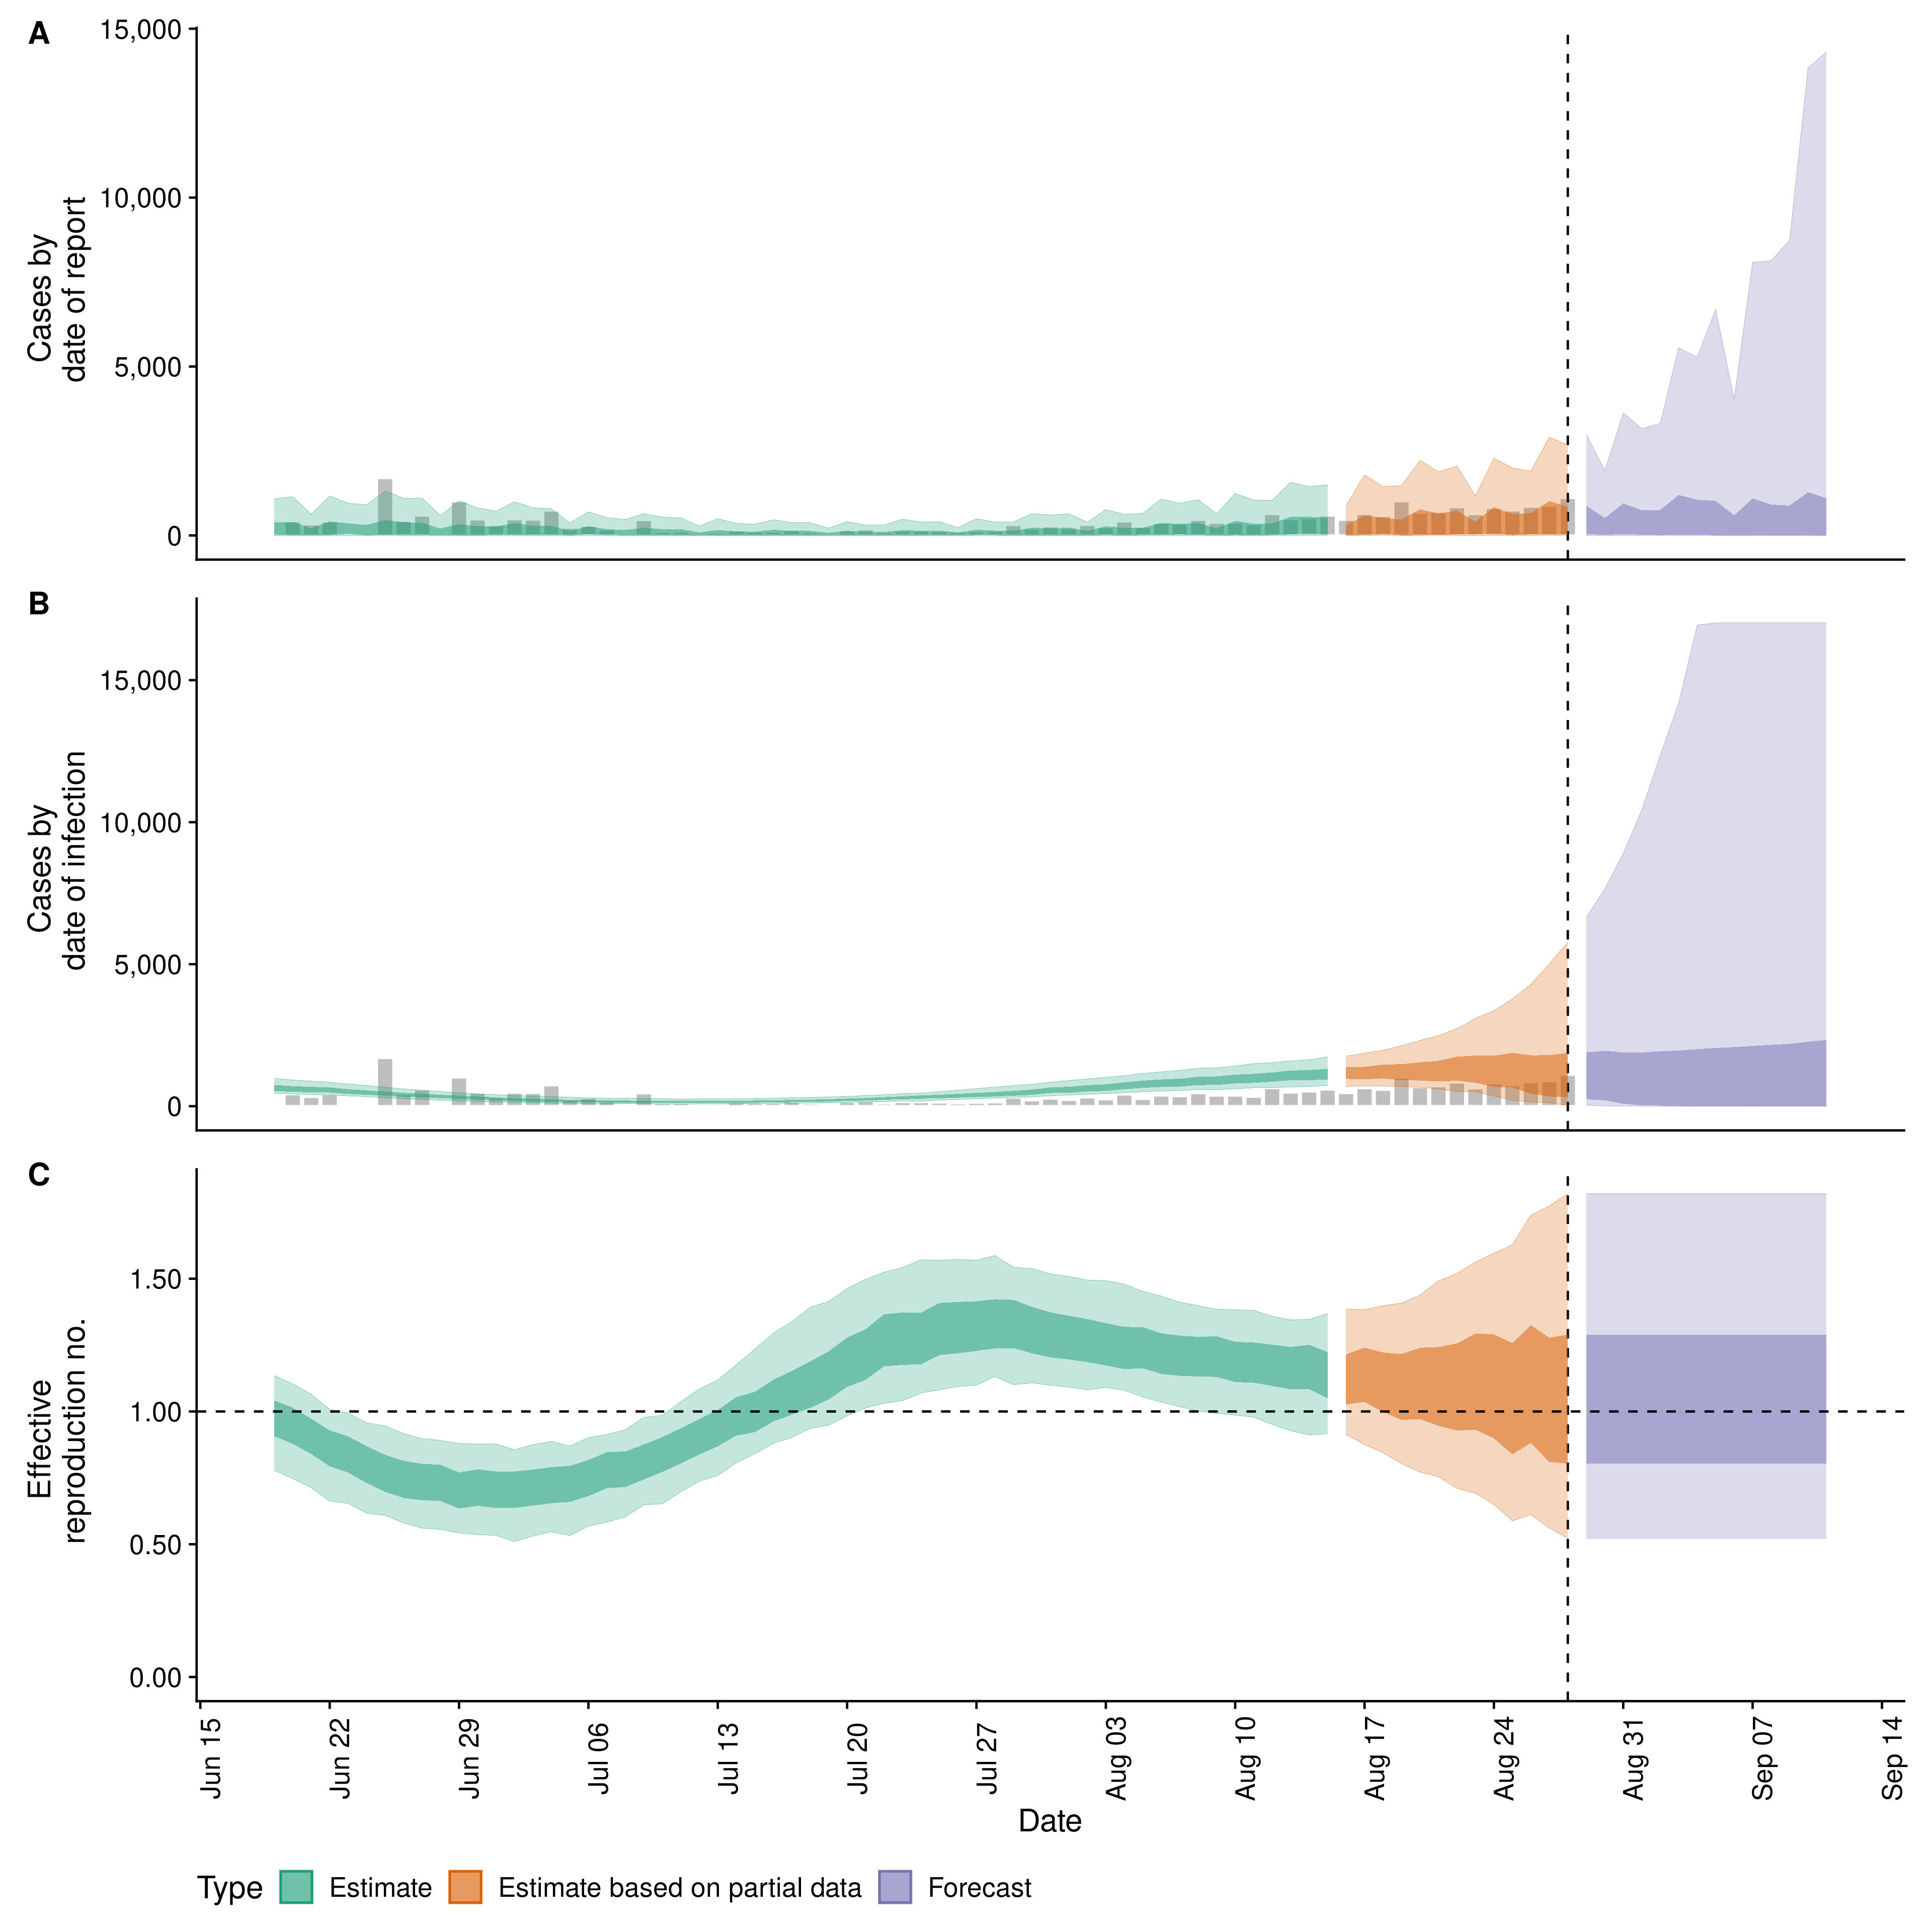 A
15,000
10,000
5,000
0
Cases by
date of report
B
15,000
10,000
5,000
0
Cases by
date of infection
C
1.50
1.00
0.50
0.00
Effective
reproduction no.
Jun 15
Jun 22
Jun 29
Jul 06
Jul 13
Jul 20
Jul 27
Aug 03
Aug 10
Aug 17
Aug 24
Aug 31
Sep 07
Sep 14
Date
Type
Estimate
Estimate based on partial data
Forecast